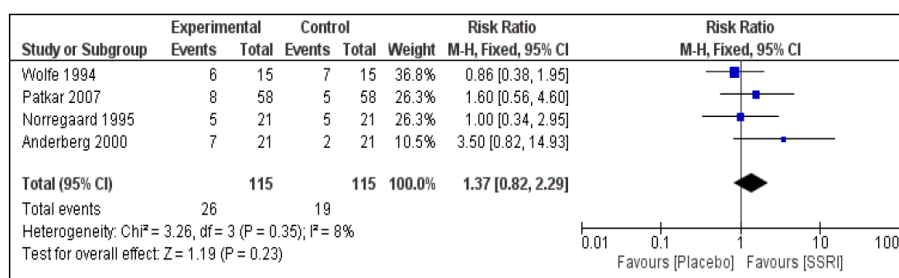 Experimental Control Risk Ratio Risk Ratio
Study or Subgroup Events Total Events Total Weight M-H, Fixed, 95% CI M-H, Fixed, 95% CI
Wolfe 1994 6 15 7 15 36.8% 0.86 [0.38, 1.95]
Patkar 2007 8 58 5 58 26.3% 1.60 [0.56, 4.60]
Norregaard 1995 5 21 5 21 26.3% 1.00 [0.34, 2.95]
Anderberg 2000 7 21 2 21 10.5% 3.50 [0.82, 14.93]
Total (95% CI) 115 115 100.0% 1.37 [0.82, 2.29]
Total events 26 19
Heterogeneity: Chi² = 3.26, df = 3 (P = 0.35); I² = 8%
Test for overall effect: Z = 1.19 (P = 0.23)
0.01 0.1 1 10 100
Favours [Placebo] Favours [SSRI]